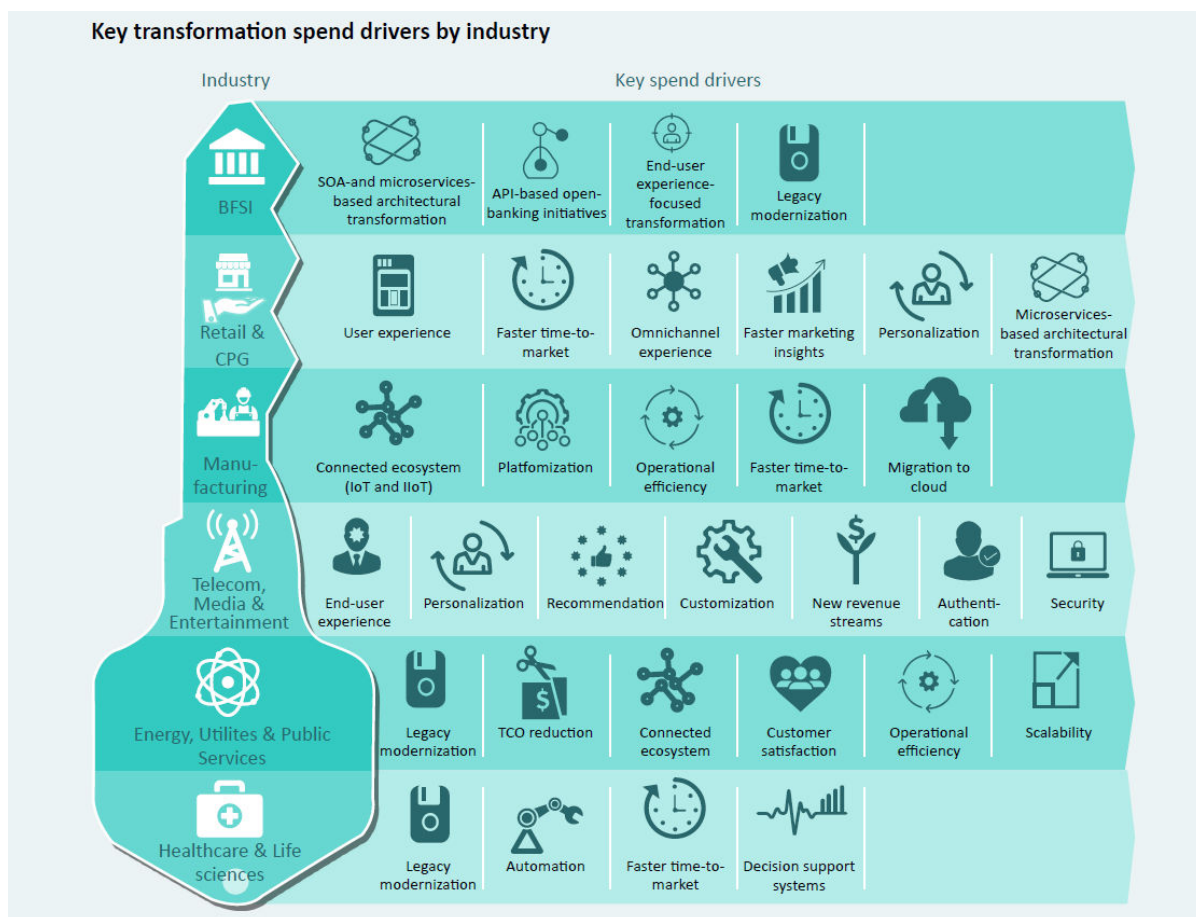 Key transformation spend drivers by industry
Industry
Key spend drivers
BFSI
SOA-and microservices-
based architectural
transformation
API-based open-
banking initiatives
End-user
experience-
focused
transformation
Legacy
modernization
Retail &
CPG
User experience
Faster time-to-
market
Omnichannel
experience
Faster marketing
insights
Personalization
Microservices-
based architectural
transformation
Manu-
facturing
Connected ecosystem
(IoT and IIoT)
Platfomization
Operational
efficiency
Faster time-to-
market
Migration to
cloud
Telecom,
Media &
Entertainment
End-user
experience
Personalization
Recommendation
Customization
$
New revenue
streams
Authenti-
cation
Security
Energy, Utilites & Public
Services
Legacy
modernization
$
TCO reduction
Connected
ecosystem
Customer
satisfaction
Operational
efficiency
Scalability
Healthcare & Life
sciences
Legacy
modernization
Automation
Faster time-to-
market
Decision support
systems